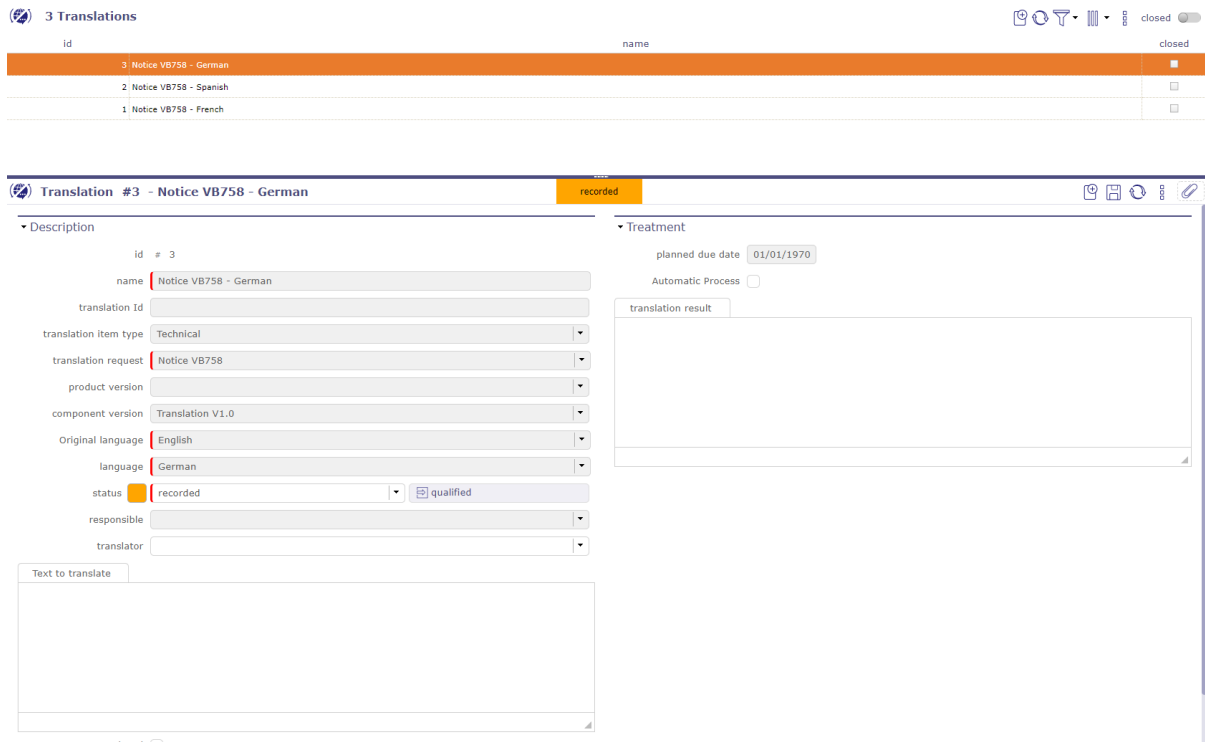 3 Translations
closed
id name closed
3 Notice VB758 - German
2 Notice VB758 - Spanish
1 Notice VB758 - French
Translation #3 - Notice VB758 - German
recorded
Description
id # 3
name Notice VB758 - German
translation Id
translation item type Technical
translation request Notice VB758
product version
component version Translation V1.0
Original language English
language German
status recorded qualified
responsible
translator
Text to translate
Treatment
planned due date 01/01/1970
Automatic Process
translation result